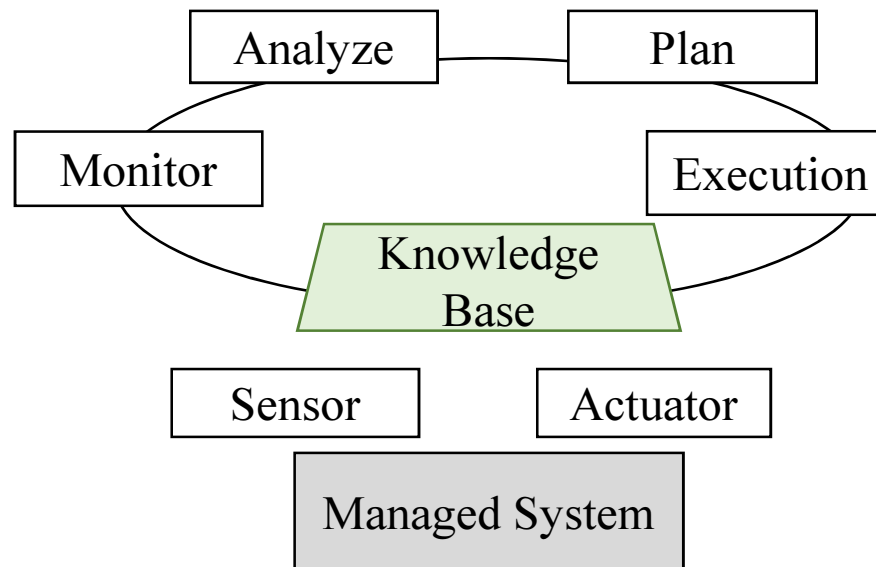 Analyze
Plan
Monitor
Execution
Knowledge
Base
Sensor
Actuator
Managed System